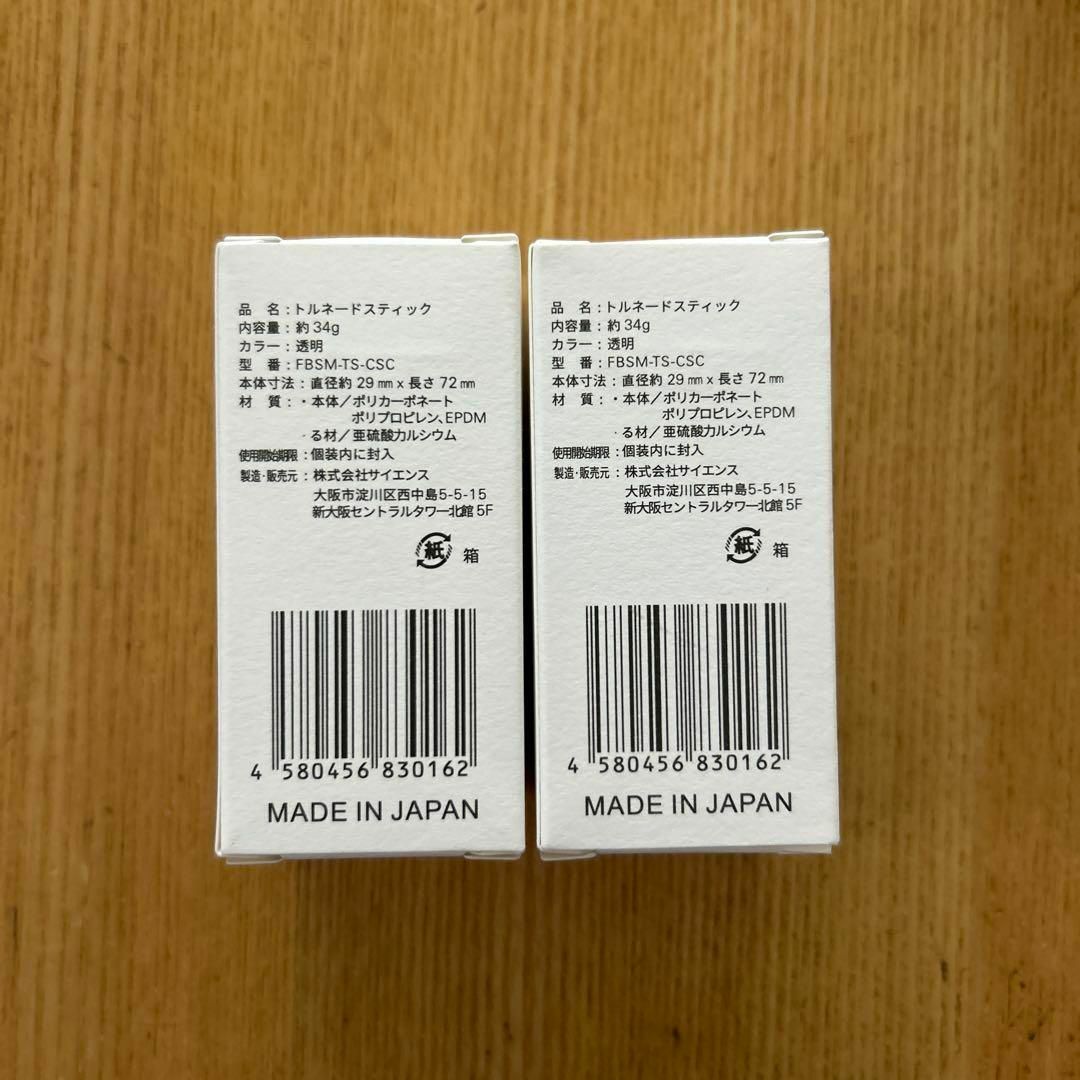 品 名：トルネードスティック
内容量：約34g
カラー：透明
型 番：FBSM-TS-CSC
本体寸法：直径約 29 ㎜ x 長さ 72 ㎜
材 質：・本体／ポリカーボネート
ポリプロピレン、EPDM
・ろ材／亜硫酸カルシウム
使用開始期限：個装内に封入
製造・販売元：株式会社サイエンス
大阪市淀川区西中島5-5-15
新大阪セントラルタワー北館 5F
紙 箱
4 580456 830162
MADE IN JAPAN
品 名：トルネードスティック
内容量：約34g
カラー：透明
型 番：FBSM-TS-CSC
本体寸法：直径約 29 ㎜ x 長さ 72 ㎜
材 質：・本体／ポリカーボネート
ポリプロピレン、EPDM
・ろ材／亜硫酸カルシウム
使用開始期限：個装内に封入
製造・販売元：株式会社サイエンス
大阪市淀川区西中島5-5-15
新大阪セントラルタワー北館 5F
紙 箱
4 580456 830162
MADE IN JAPAN